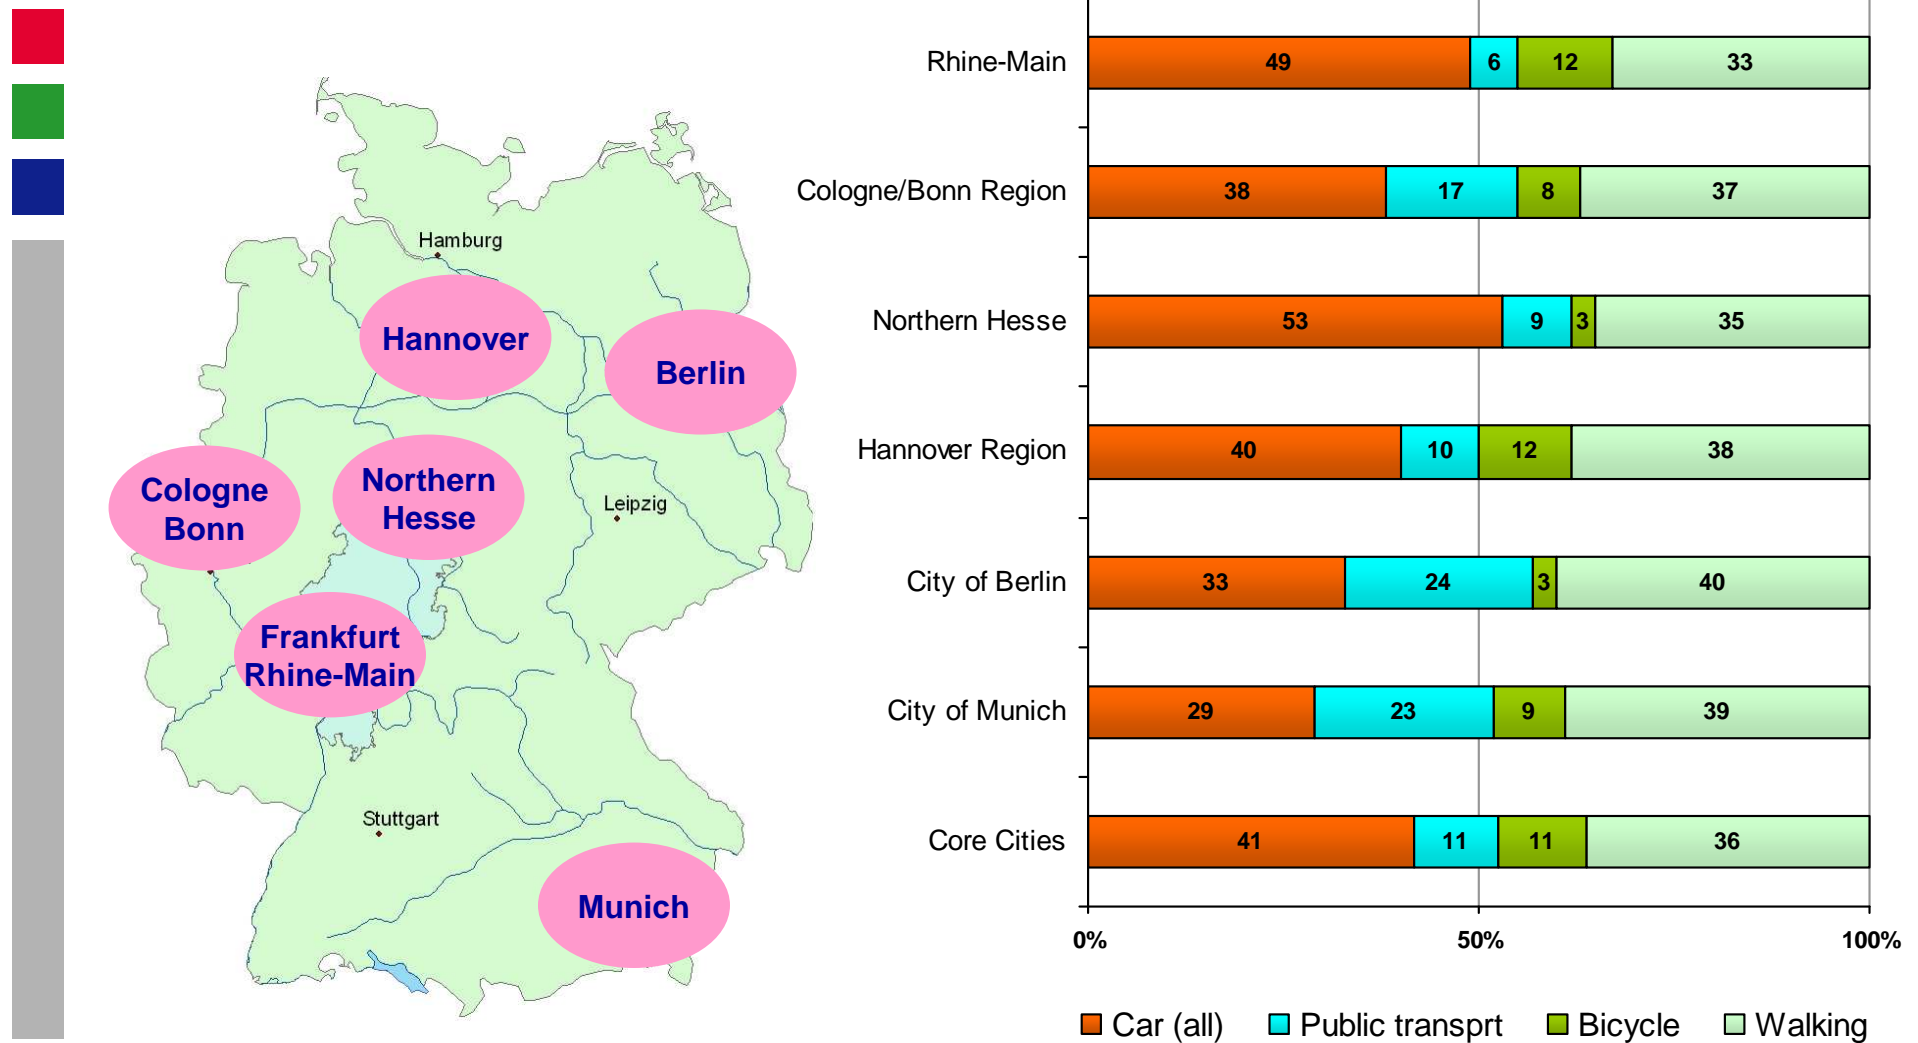 Hamburg
Hannover
Berlin
Cologne
Bonn
Northern
Hesse
Leipzig
Frankfurt
Rhine-Main
Stuttgart
Munich
Rhine-Main 49 6 12 33
Cologne/Bonn Region 38 17 8 37
Northern Hesse 53 9 3 35
Hannover Region 40 10 12 38
City of Berlin 33 24 3 40
City of Munich 29 23 9 39
Core Cities 41 11 11 36
0% 50% 100%
Car (all) Public transprt Bicycle Walking